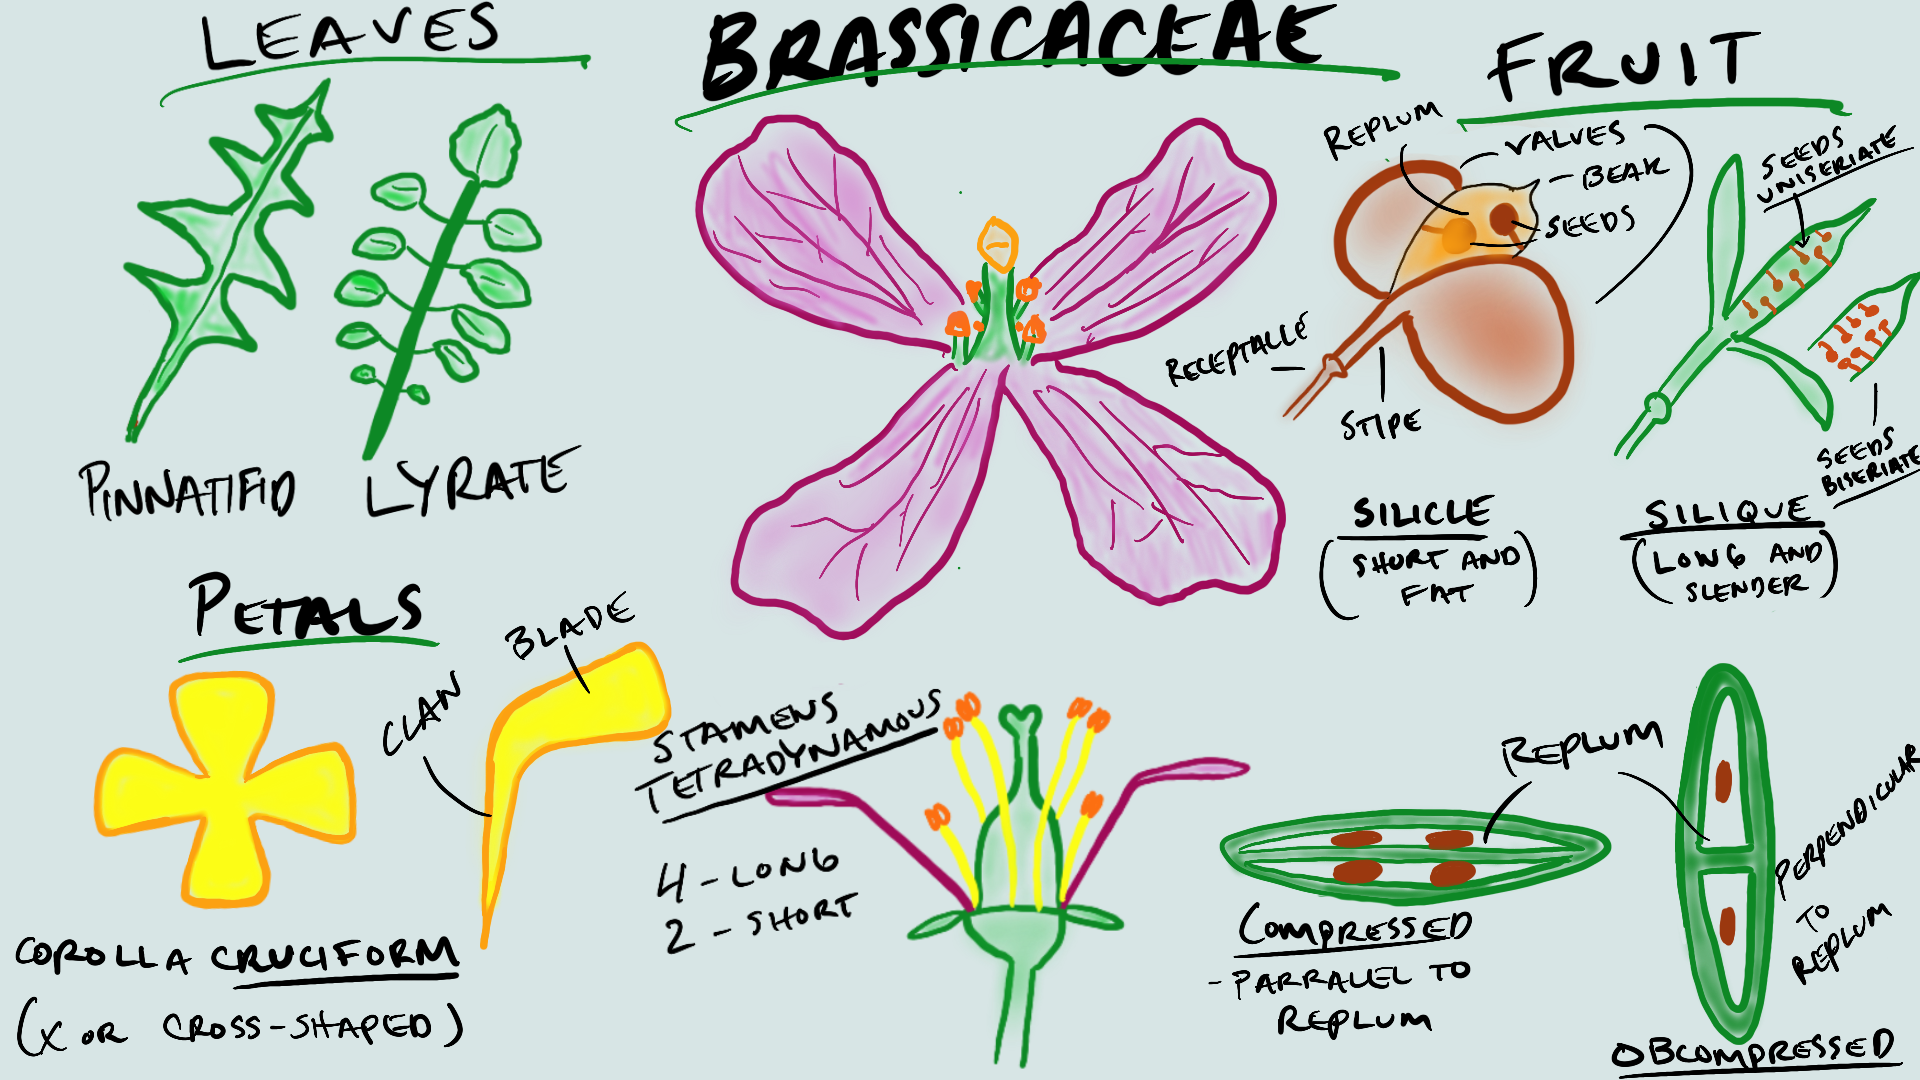 LEAVES
PINNATIFID
LYRATE
BRASSICACEAE
FRUIT
REPLUM
VALVES
BEAK
SEEDS
RECEPTALLE
STIPE
SEEDS
UNISERIATE
SEEDS
BISERIATE
SILICLE
(SHORT AND
FAT)
SILIQUE
(LONG AND
SLENDER)
PETALS
CLAN
BLADE
COROLLA CRUCIFORM
(X OR CROSS-SHAPED)
STAMENS
TETRADYNAMOUS
4 - LONG
2 - SHORT
REPLUM
COMPRESSED
- PARRALEL TO
REPLUM
PERPENDICULAR
TO
REPLUM
OBCOMPRESSED